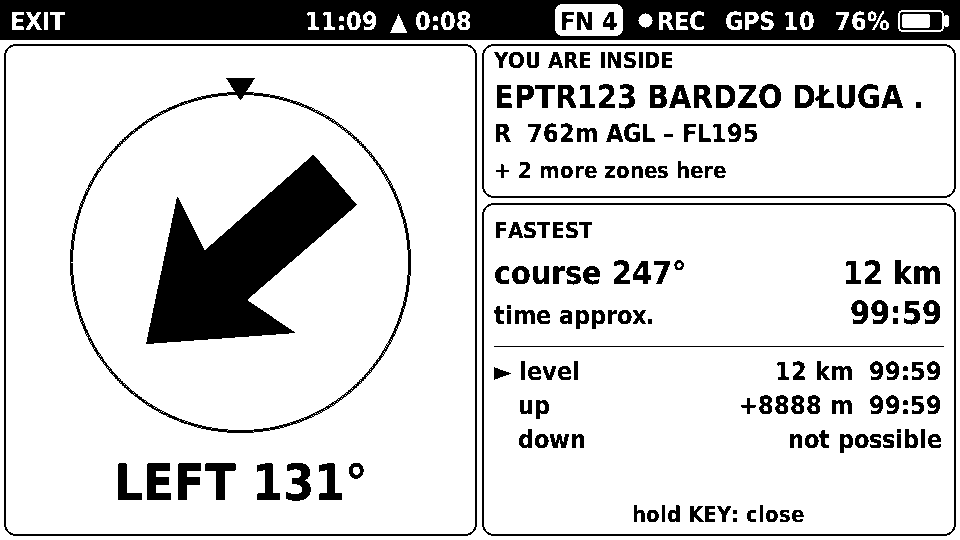 EXIT 11:09 ▲ 0:08 FN 4 ●REC GPS 10 76%
YOU ARE INSIDE
EPTR123 BARDZO DŁUGA .
R 762m AGL – FL195
+ 2 more zones here
FASTEST
course 247° 12 km
time approx. 99:59
► level 12 km 99:59
up +8888 m 99:59
down not possible
hold KEY: close
LEFT 131°